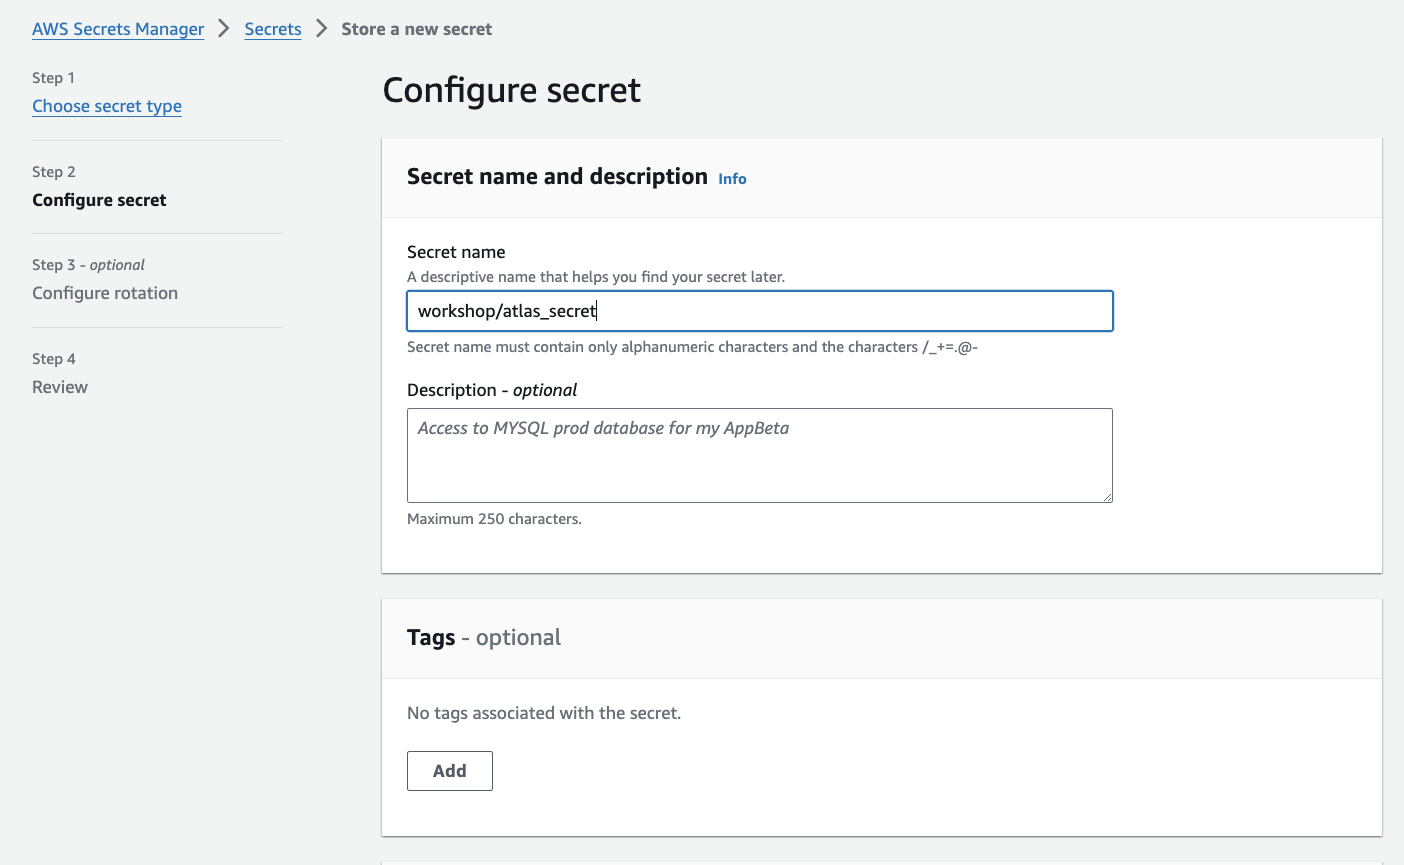 AWS Secrets Manager > Secrets > Store a new secret
Step 1
Choose secret type
Step 2
Configure secret
Step 3 - optional
Configure rotation
Step 4
Review
Configure secret
Secret name and description Info
Secret name
A descriptive name that helps you find your secret later.
workshop/atlas_secret
Secret name must contain only alphanumeric characters and the characters /_+=.@-
Description - optional
Access to MYSQL prod database for my AppBeta
Maximum 250 characters.
Tags - optional
No tags associated with the secret.
Add